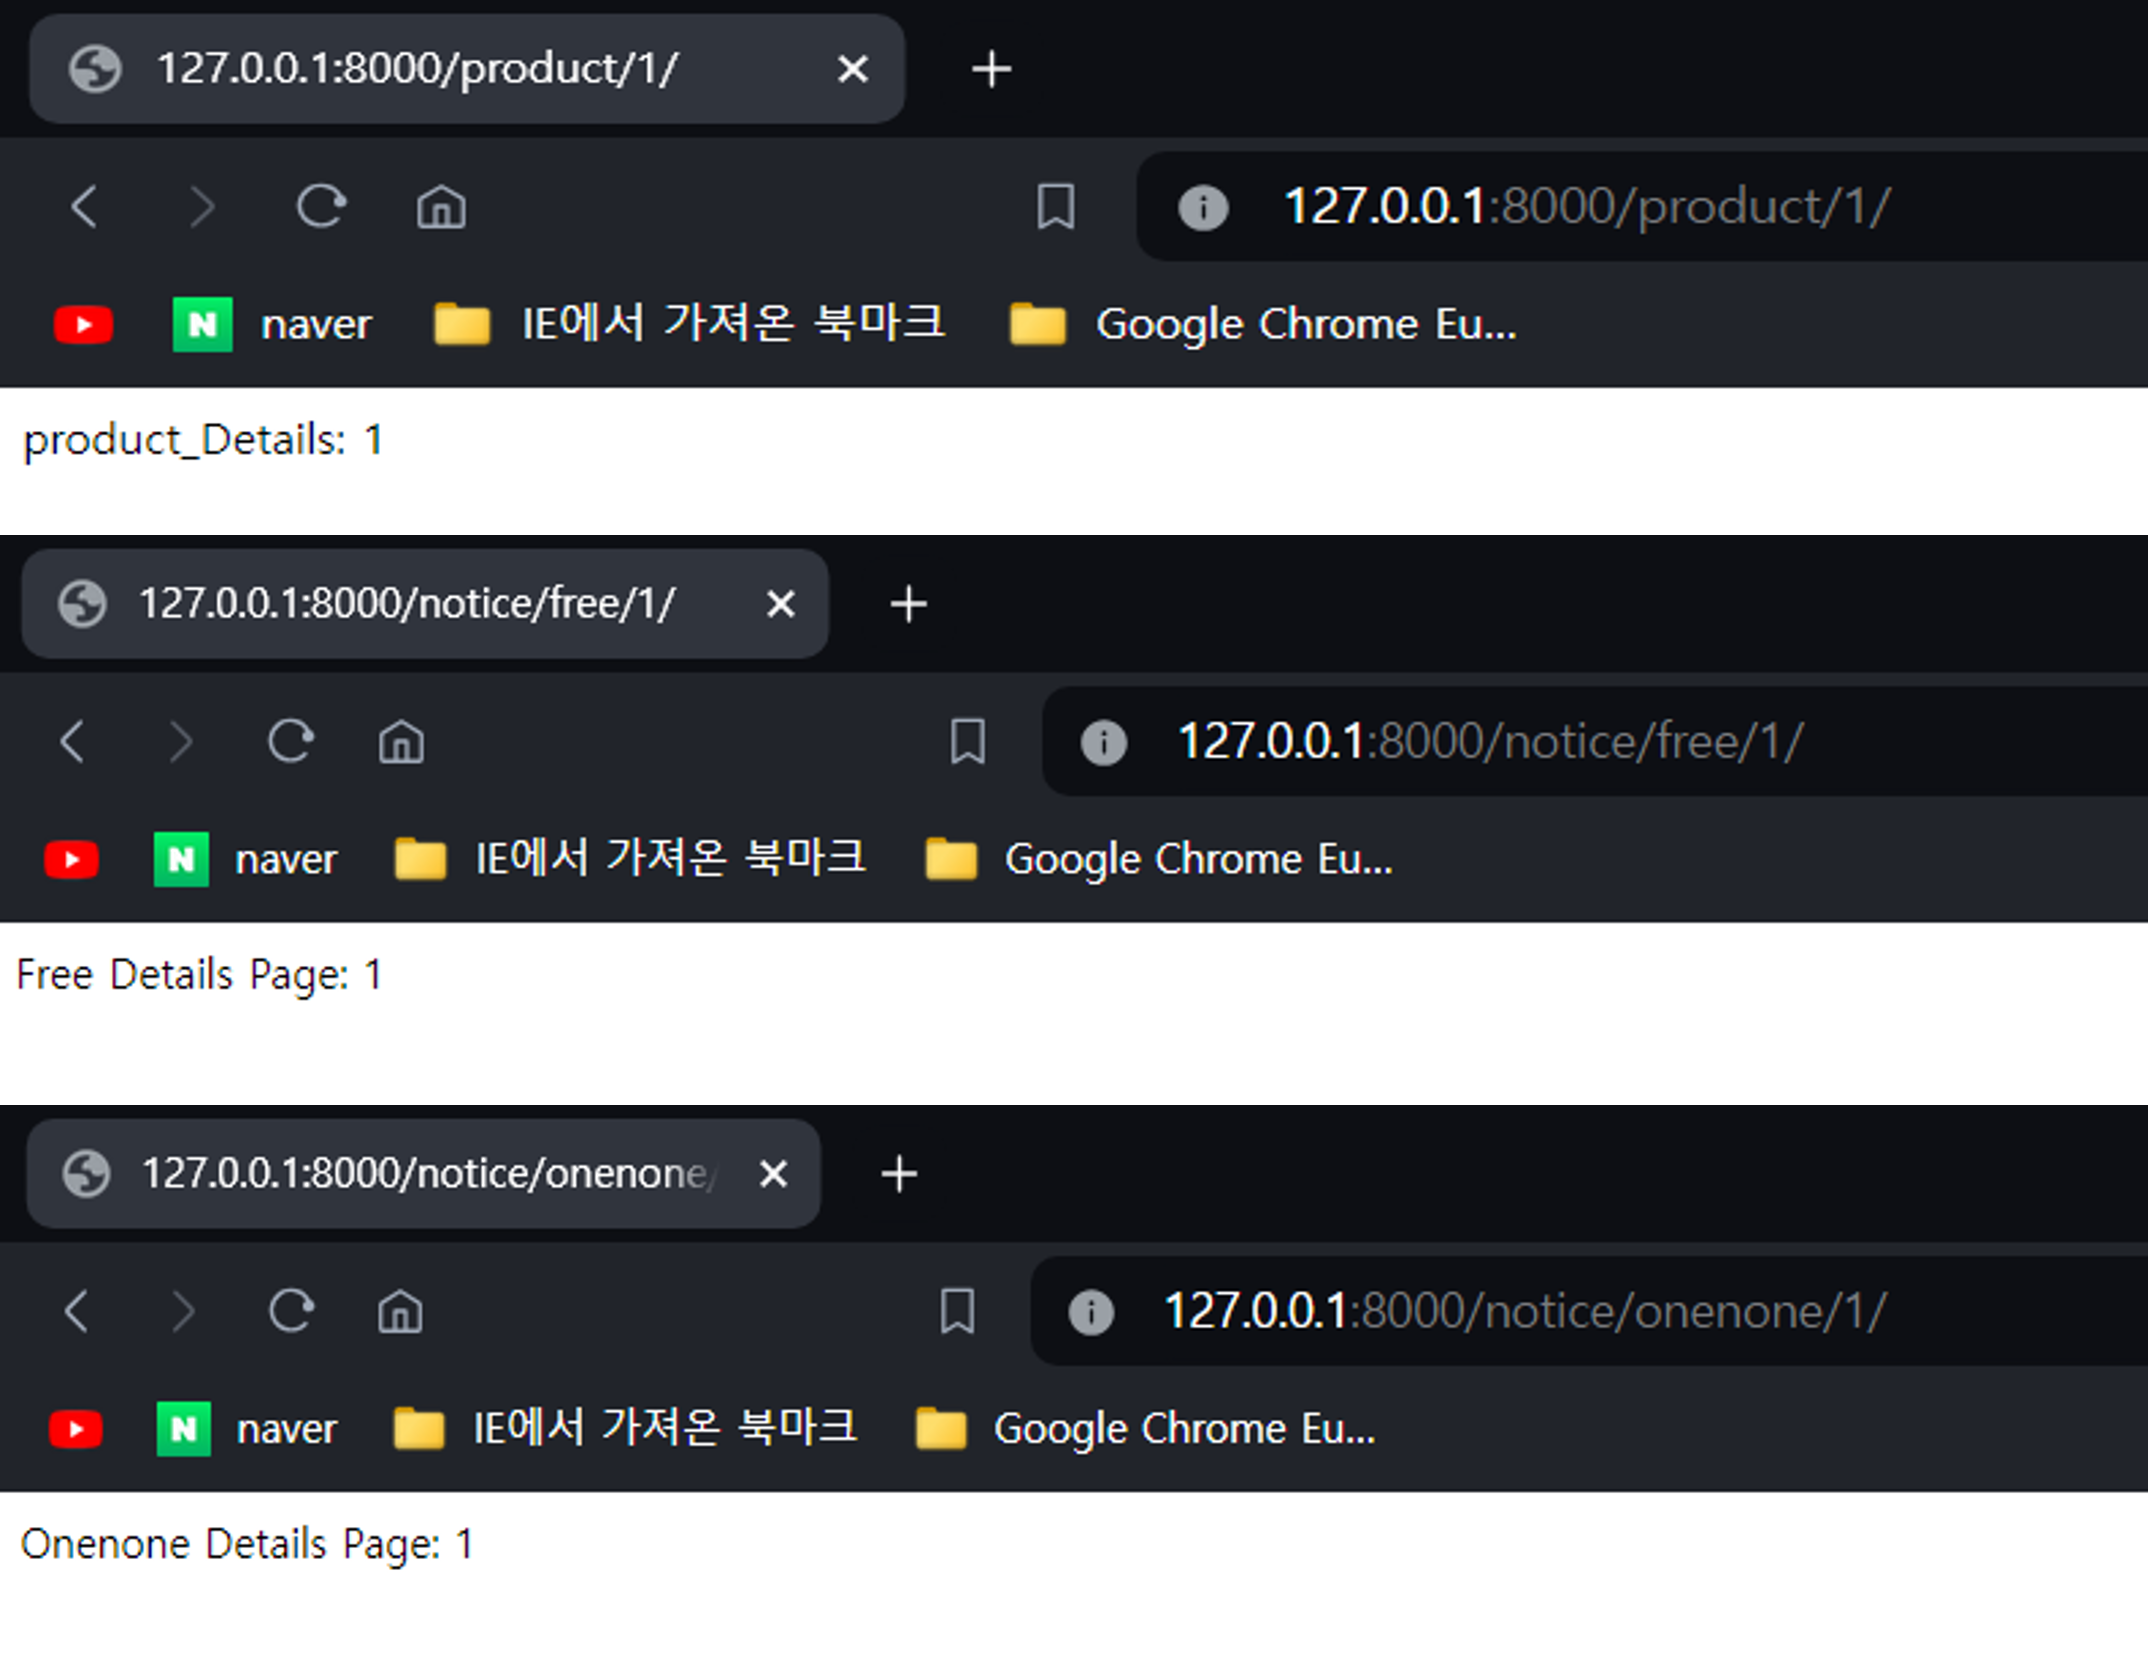 127.0.0.1:8000/product/1/
127.0.0.1:8000/product/1/
N naver IE에서 가져온 북마크 Google Chrome Eu...
product_Details: 1
127.0.0.1:8000/notice/free/1/
127.0.0.1:8000/notice/free/1/
N naver IE에서 가져온 북마크 Google Chrome Eu...
Free Details Page: 1
127.0.0.1:8000/notice/onenone/
127.0.0.1:8000/notice/onenone/1/
N naver IE에서 가져온 북마크 Google Chrome Eu...
Onenone Details Page: 1